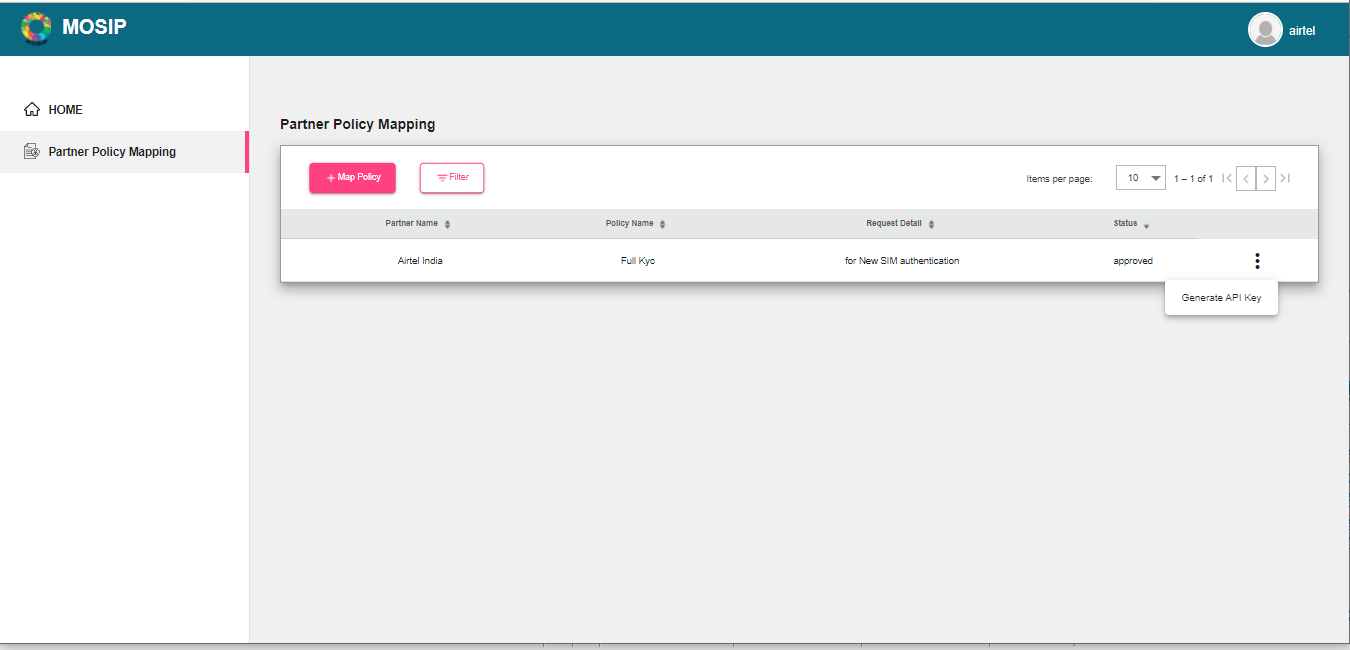 MOSIP
airtel
HOME
Partner Policy Mapping
Partner Policy Mapping
+ Map Policy
Filter
Items per page:
10
1 – 1 of 1
Partner Name
Policy Name
Request Detail
Status
Airtel India
Full Kyc
for New SIM authentication
approved
Generate API Key